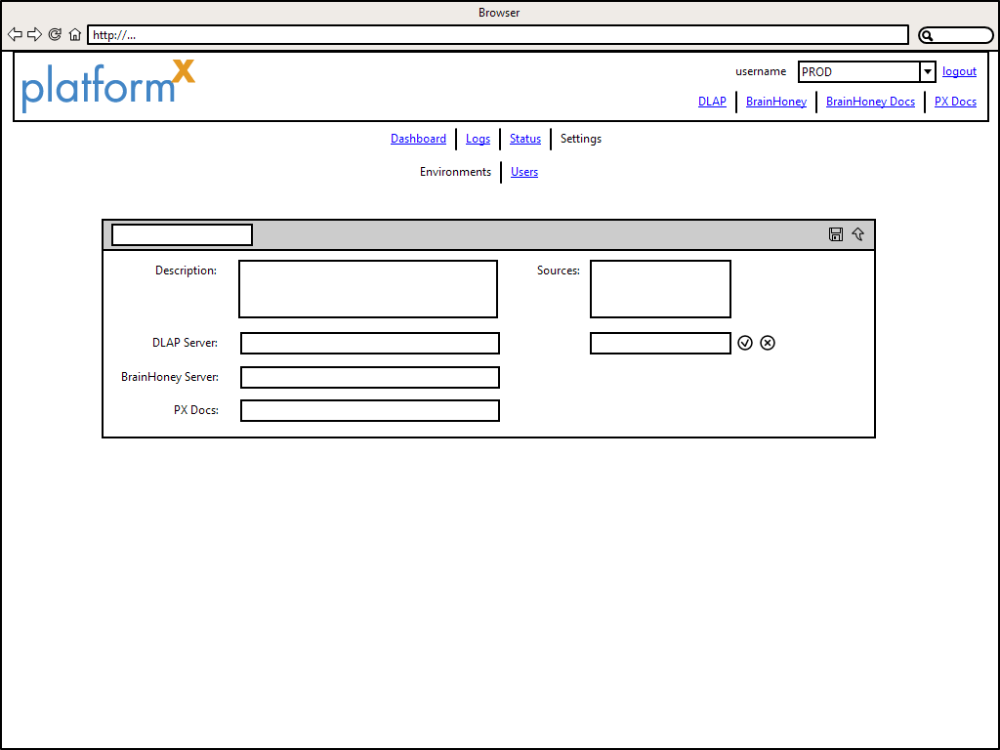 Browser
http://...
platformx
username PROD logout
DLAP BrainHoney BrainHoney Docs PX Docs
Dashboard Logs Status Settings
Environments Users
Description: Sources:
DLAP Server:
BrainHoney Server:
PX Docs: